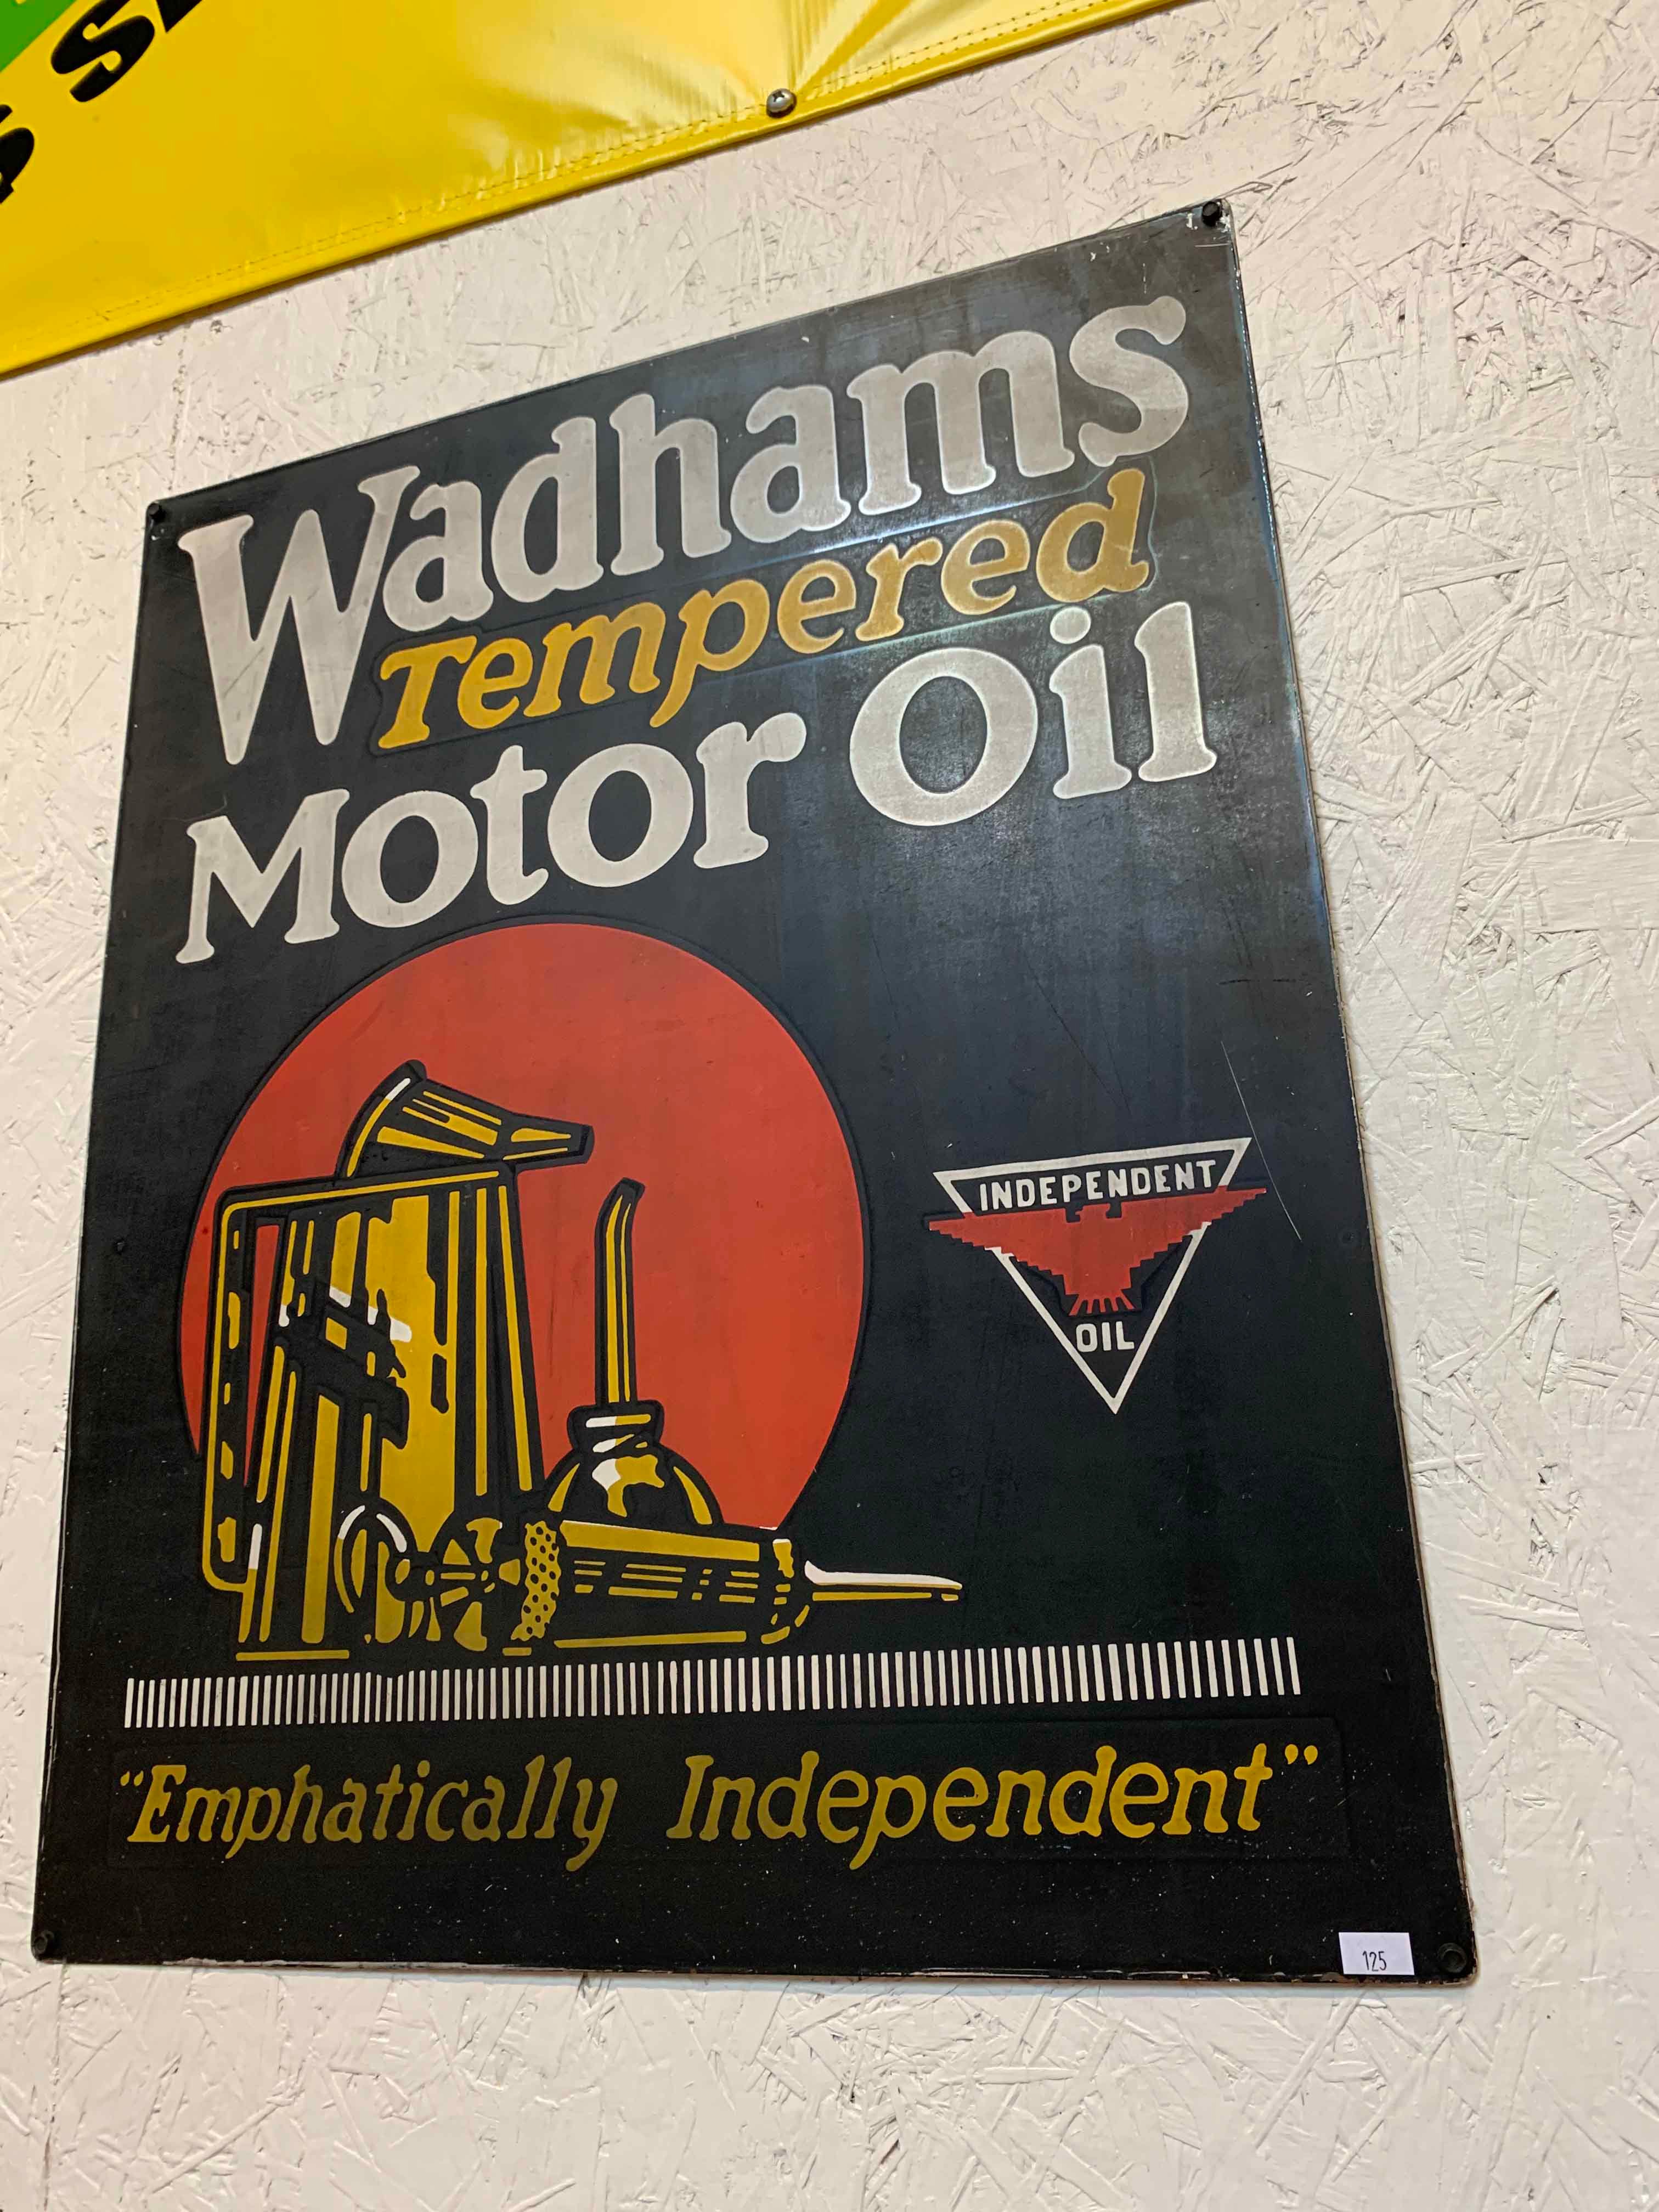 Wadhams
Tempered
Motor Oil
INDEPENDENT
OIL
"Emphatically Independent"
125